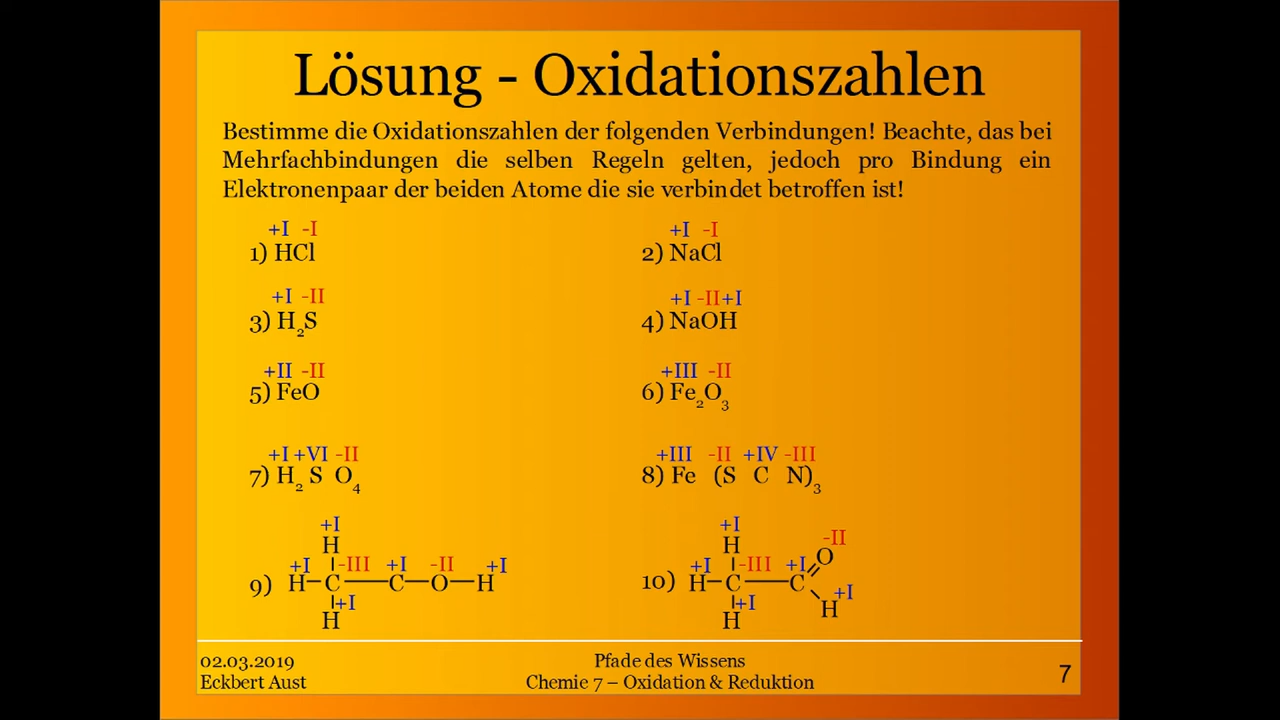 Lösung - Oxidationszahlen
Bestimme die Oxidationszahlen der folgenden Verbindungen! Beachte, das bei
Mehrfachbindungen die selben Regeln gelten, jedoch pro Bindung ein
Elektronenpaar der beiden Atome die sie verbindet betroffen ist!
+I -I
1) HCl
+I -I
2) NaCl
+I -II
3) H₂S
+I -II+I
4) NaOH
+II -II
5) FeO
+III -II
6) Fe₂O₃
+I +VI -II
7) H₂ S O₄
+III -II +IV -III
8) Fe (S C N)₃
+I
H
+I -III +I -II +I
9) H–C–C–O–H
+I
H
+I
H
-II
O
+I -III +I
10) H–C–C
+I +I
H H
02.03.2019
Eckbert Aust
Pfade des Wissens
Chemie 7 – Oxidation & Reduktion
7